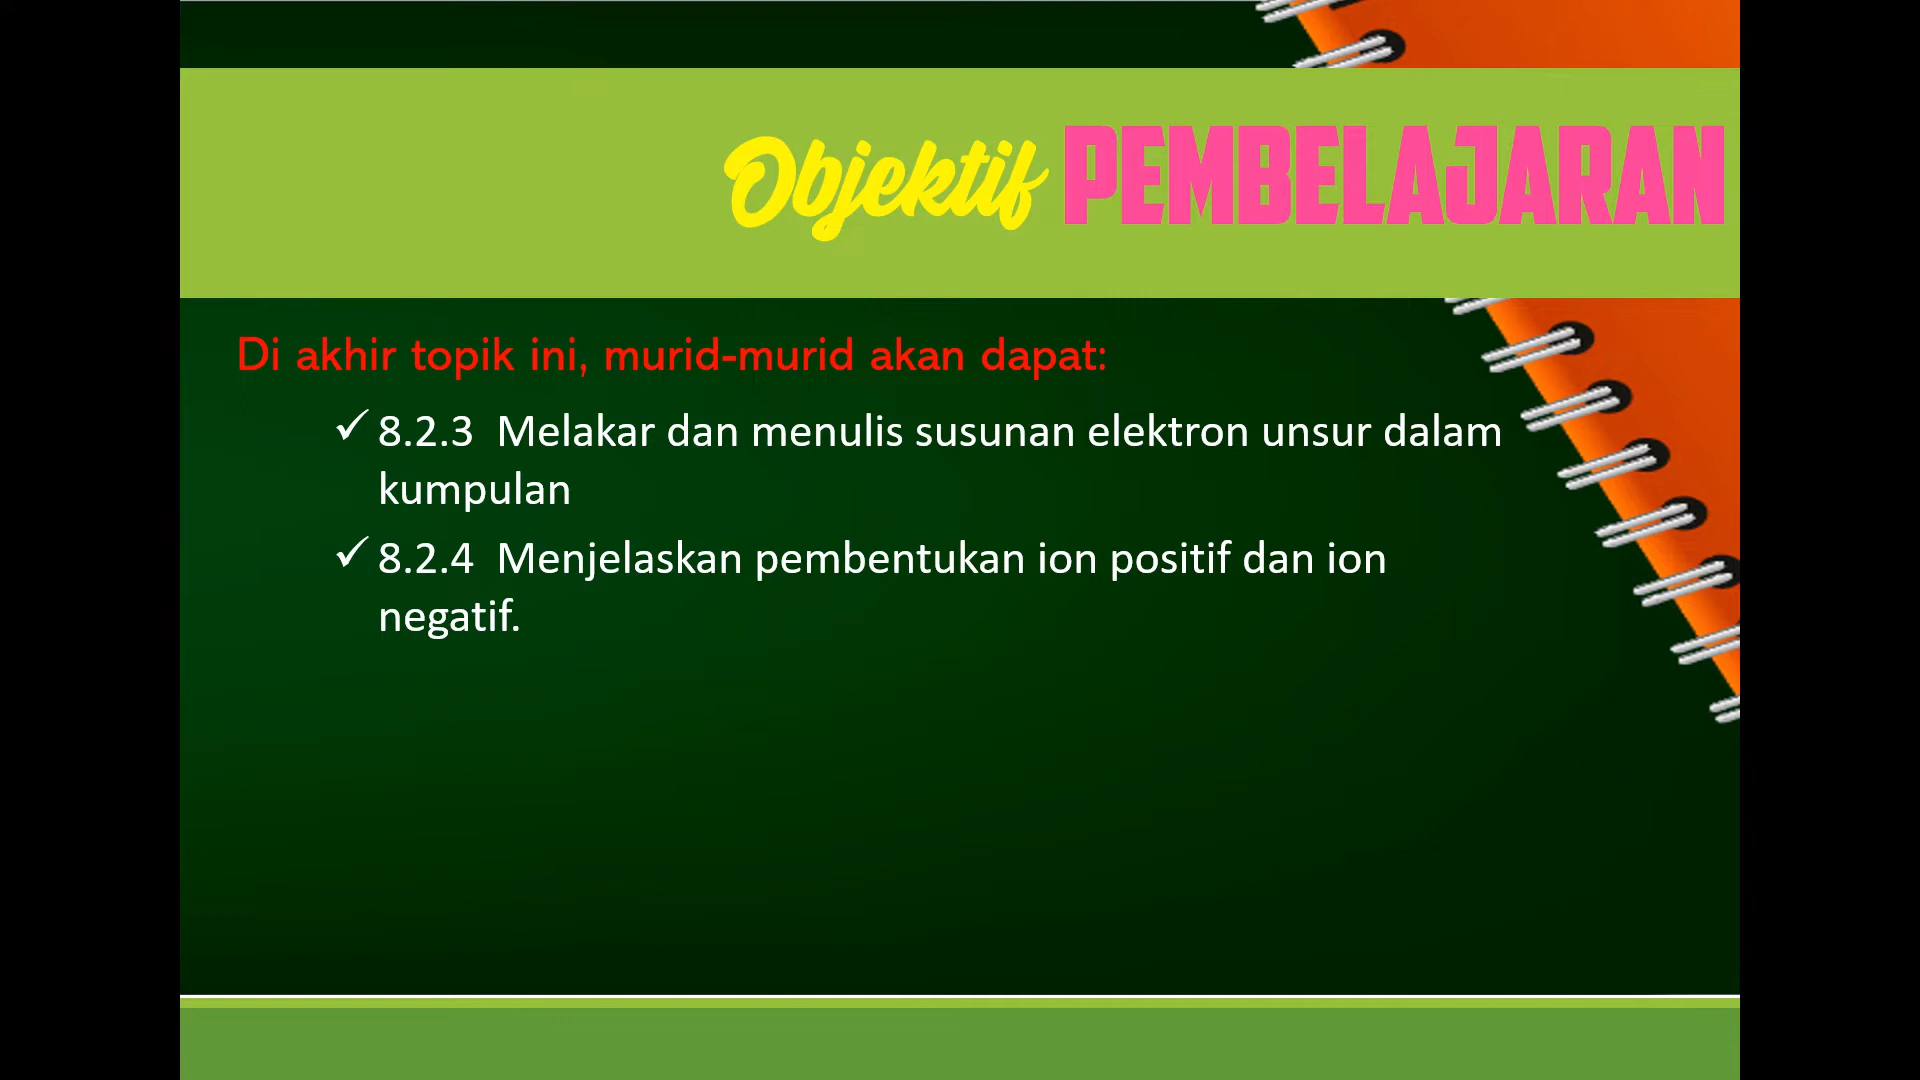 Objektif PEMBELAJARAN
Di akhir topik ini, murid-murid akan dapat:
✓ 8.2.3 Melakar dan menulis susunan elektron unsur dalam
kumpulan
✓ 8.2.4 Menjelaskan pembentukan ion positif dan ion
negatif.